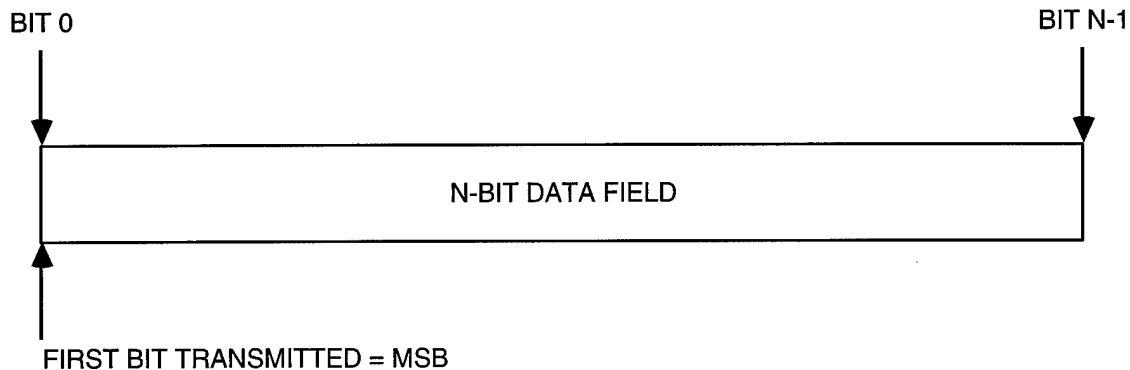 BIT 0
BIT N-1
N-BIT DATA FIELD
FIRST BIT TRANSMITTED = MSB